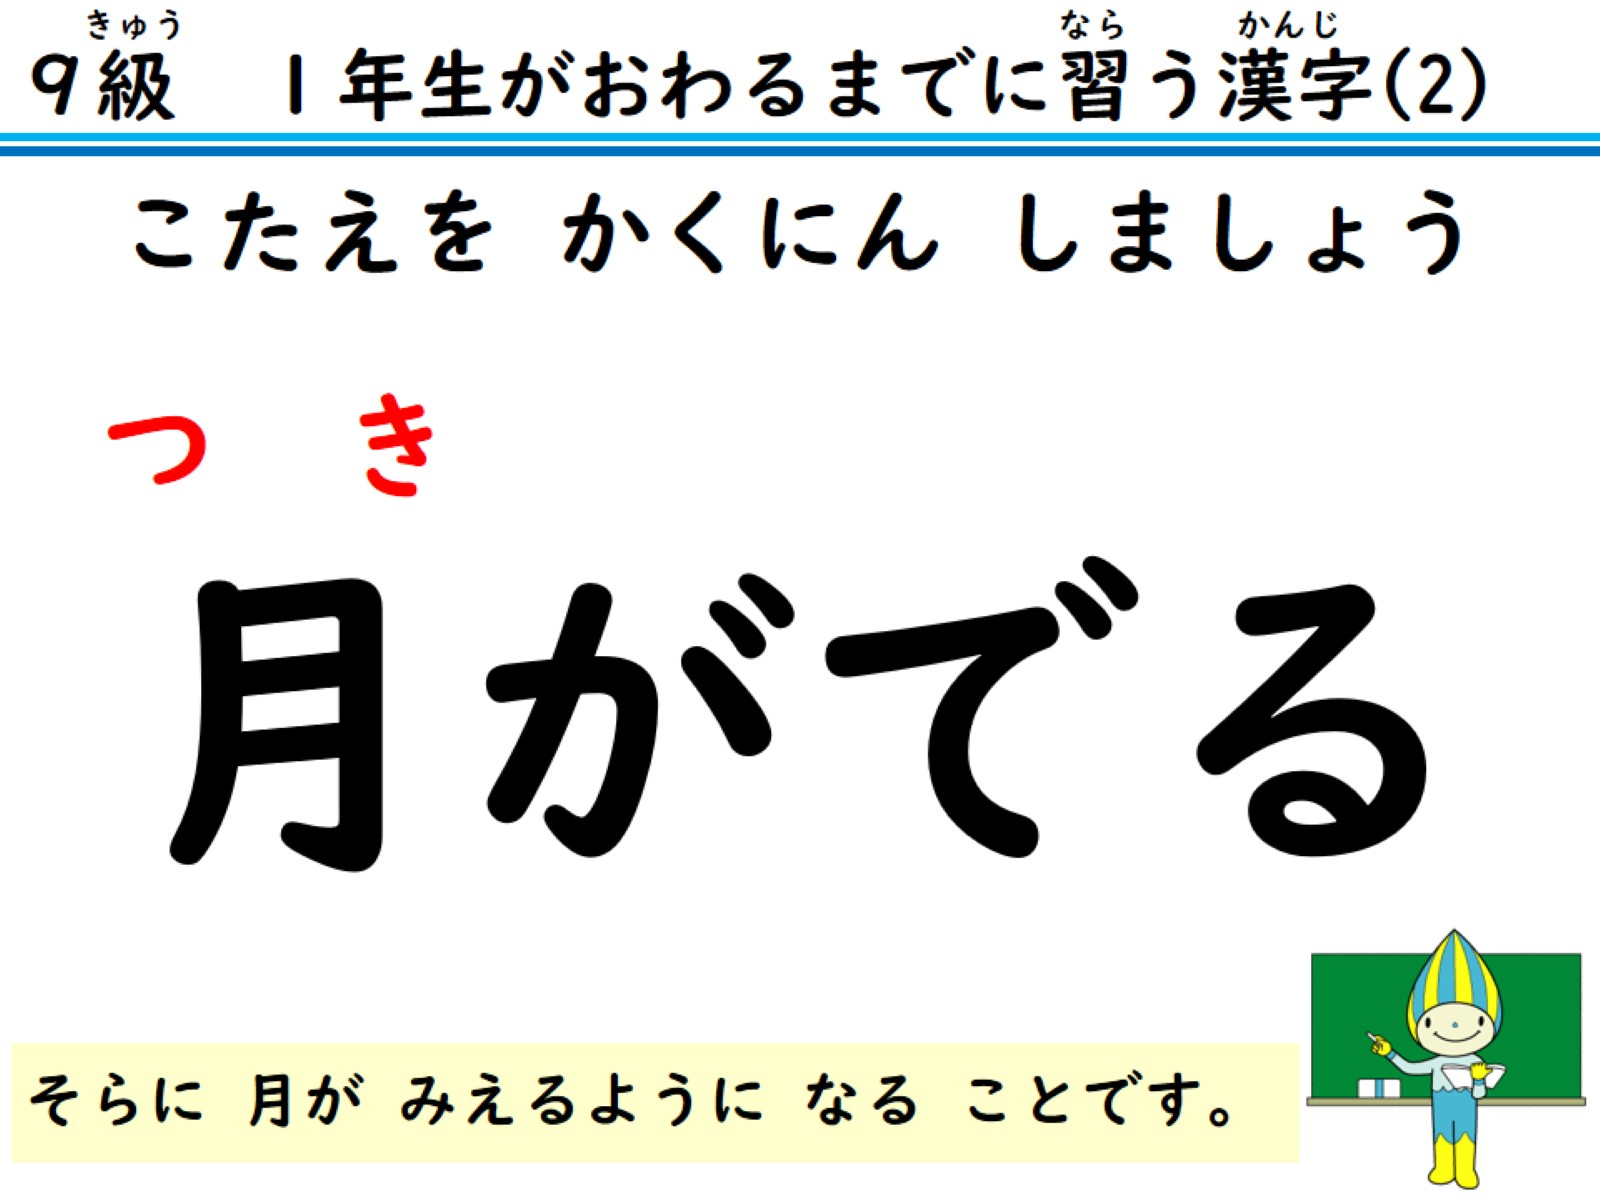 きゅう なら かんじ
9級 1年生がおわるまでに習う漢字(2)
こたえを かくにん しましょう
つ き
月がでる
そらに 月が みえるように なる ことです。